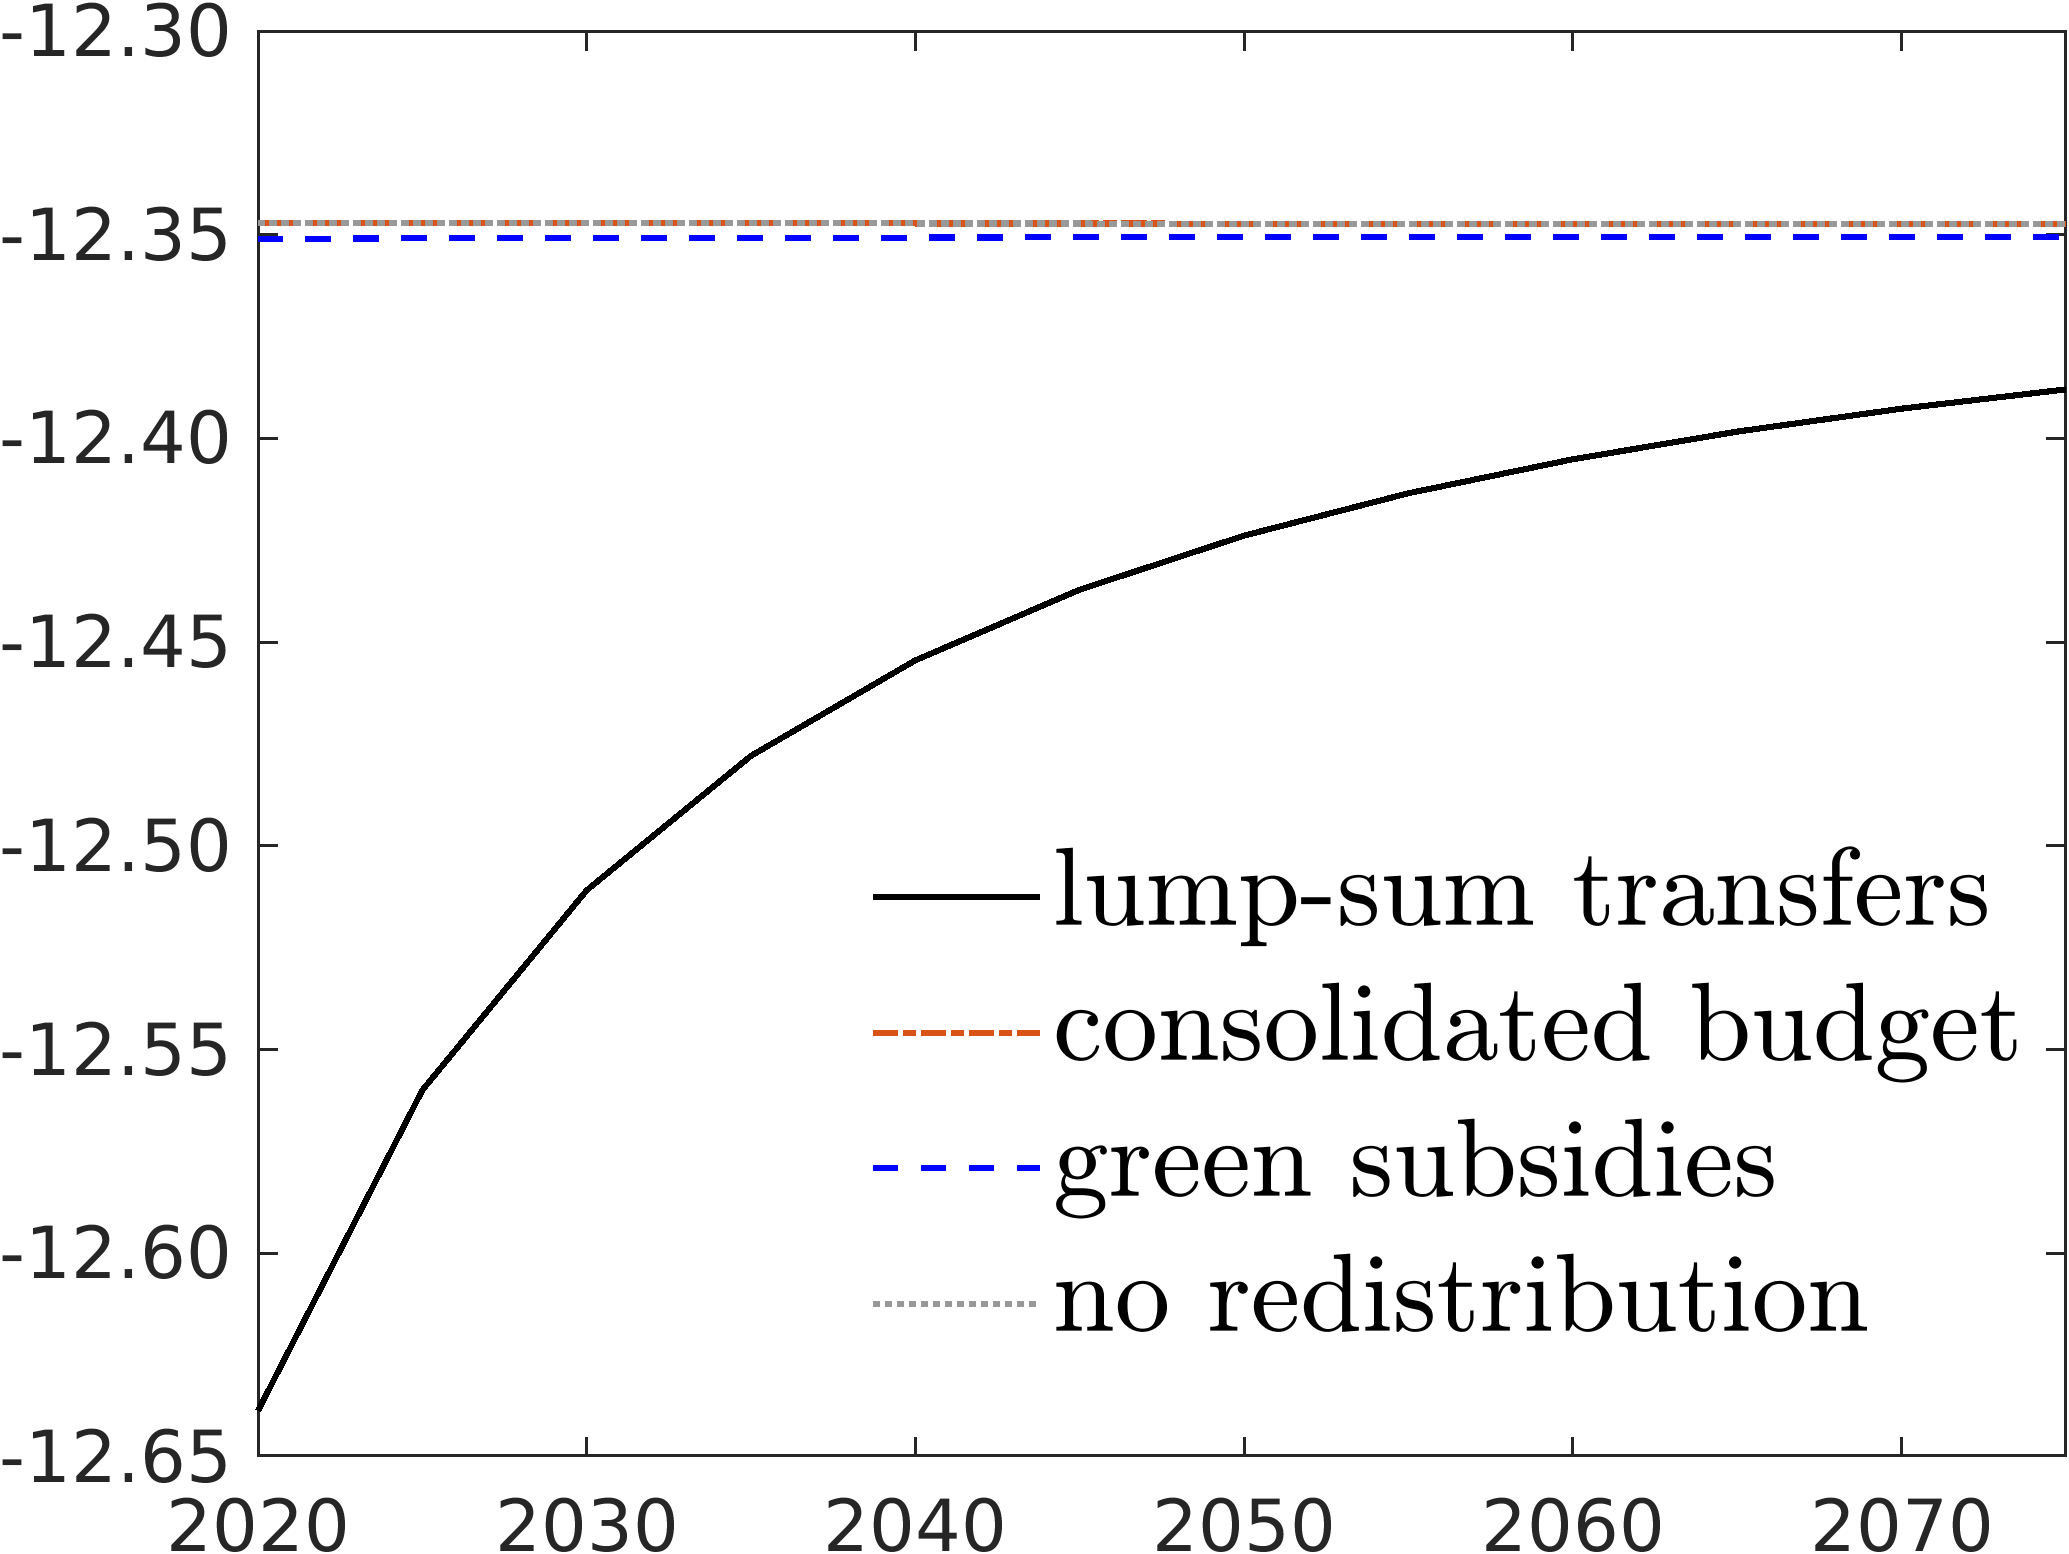 -12.30
-12.35
-12.40
-12.45
-12.50
-12.55
-12.60
-12.65
2020 2030 2040 2050 2060 2070
lump-sum transfers
consolidated budget
green subsidies
no redistribution